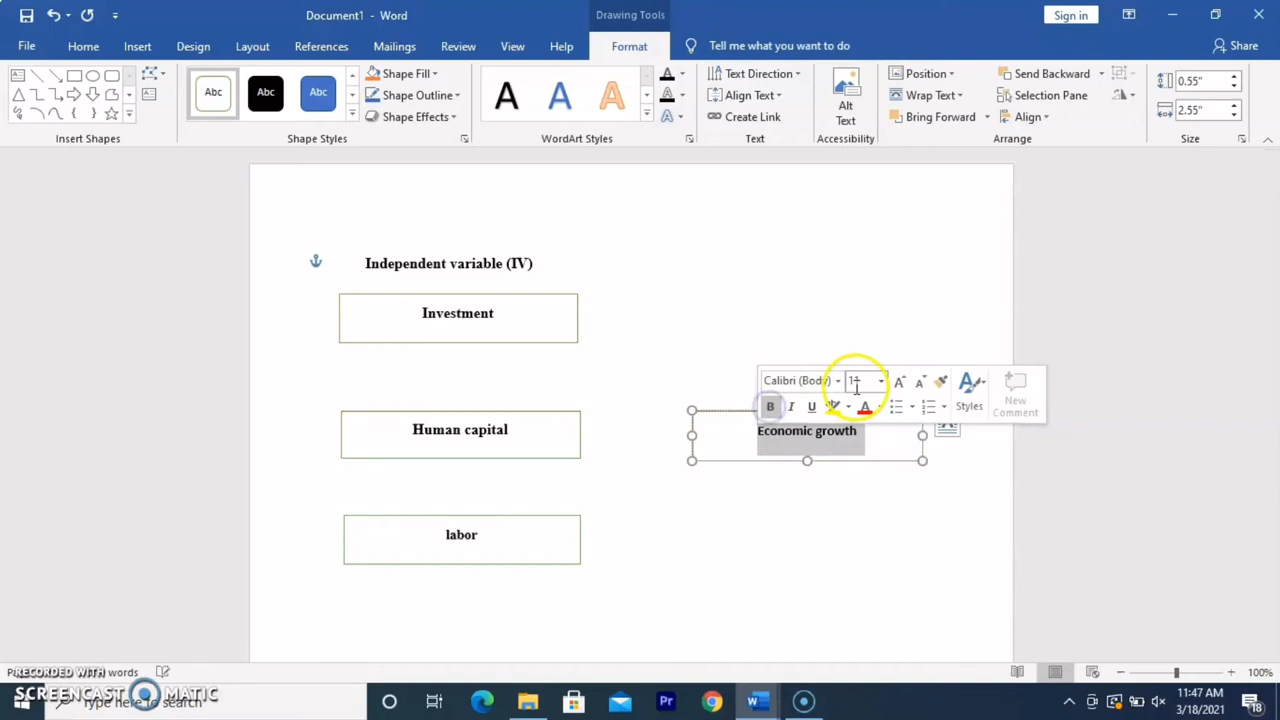 Document1 - Word
Drawing Tools
Sign in
File
Home
Insert
Design
Layout
References
Mailings
Review
View
Help
Format
Tell me what you want to do
Share
Abc
Abc
Abc
Shape Fill
Shape Outline
Shape Effects
A
A
A
Text Direction
Align Text
Create Link
Alt
Text
Position
Wrap Text
Bring Forward
Send Backward
Selection Pane
Align
0.55"
2.55"
Insert Shapes
Shape Styles
WordArt Styles
Text
Accessibility
Arrange
Size
Independent variable (IV)
Investment
Human capital
labor
Calibri (Body)
B I U
Styles
New
Comment
Economic growth
words
100%
RECORDED WITH
SCREENCAST MATIC
here to search
11:47 AM
3/18/2021
18